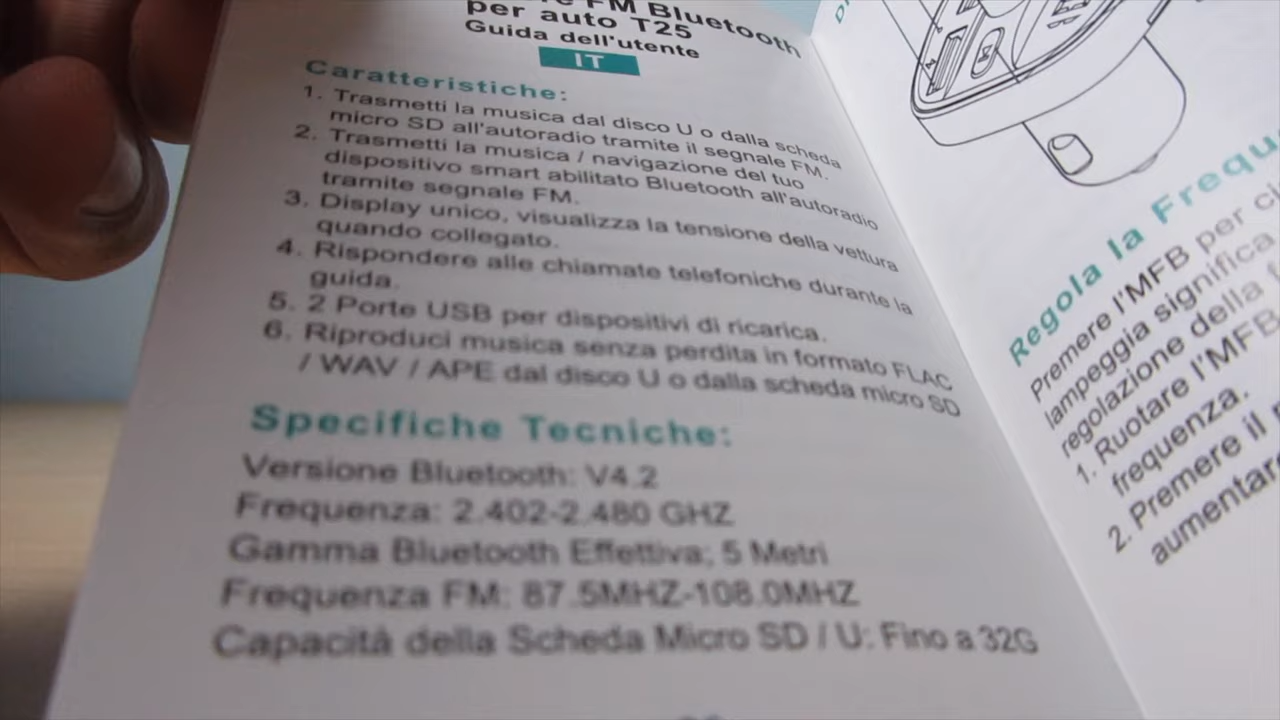 FM Bluetooth
per auto T25
Guida dell'utente
IT
Caratteristiche:
1. Trasmetti la musica dal disco U o dalla scheda
micro SD all'autoradio tramite il segnale FM.
2. Trasmetti la musica / navigazione del tuo
dispositivo smart abilitato Bluetooth all'autoradio
tramite segnale FM.
3. Display unico, visualizza la tensione della vettura
quando collegato.
4. Rispondere alle chiamate telefoniche durante la
guida.
5. 2 Porte USB per dispositivi di ricarica.
6. Riproduci musica senza perdita in formato FLAC
/ WAV / APE dal disco U o dalla scheda micro SD
Specifiche Tecniche:
Versione Bluetooth: V4.2
Frequenza: 2.402-2.480 GHZ
Gamma Bluetooth Effettiva; 5 Metri
Frequenza FM: 87.5MHZ-108.0MHZ
Capacità della Scheda Micro SD / U: Fino a 32G
Regola la Frequ
Premere l'MFB per ci
lampeggia significa
regolazione della f
1. Ruotare l'MFB
frequenza.
2. Premere il
aumentare